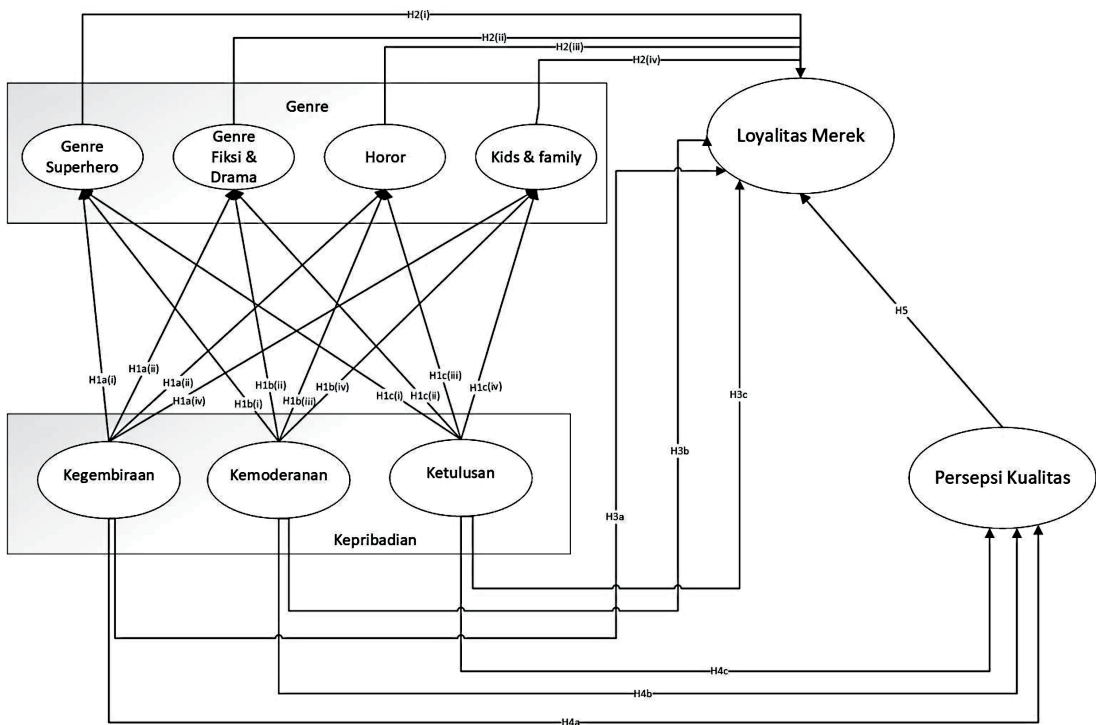 H2(i)
H2(ii)
H2(iii)
H2(iv)
Genre
Genre
Superhero
Genre
Fiksi &
Drama
Horor
Kids & family
Loyalitas Merek
H5
H1a(i)
H1a(ii)
H1a(ii)
H1a(iv)
H1b(i)
H1b(ii)
H1b(iii)
H1b(iv)
H1c(i)
H1c(ii)
H1c(iii)
H1c(iv)
H3c
H3b
H3a
Kegembiraan
Kemoderanan
Ketulusan
Kepribadian
Persepsi Kualitas
H4c
H4b
H4a